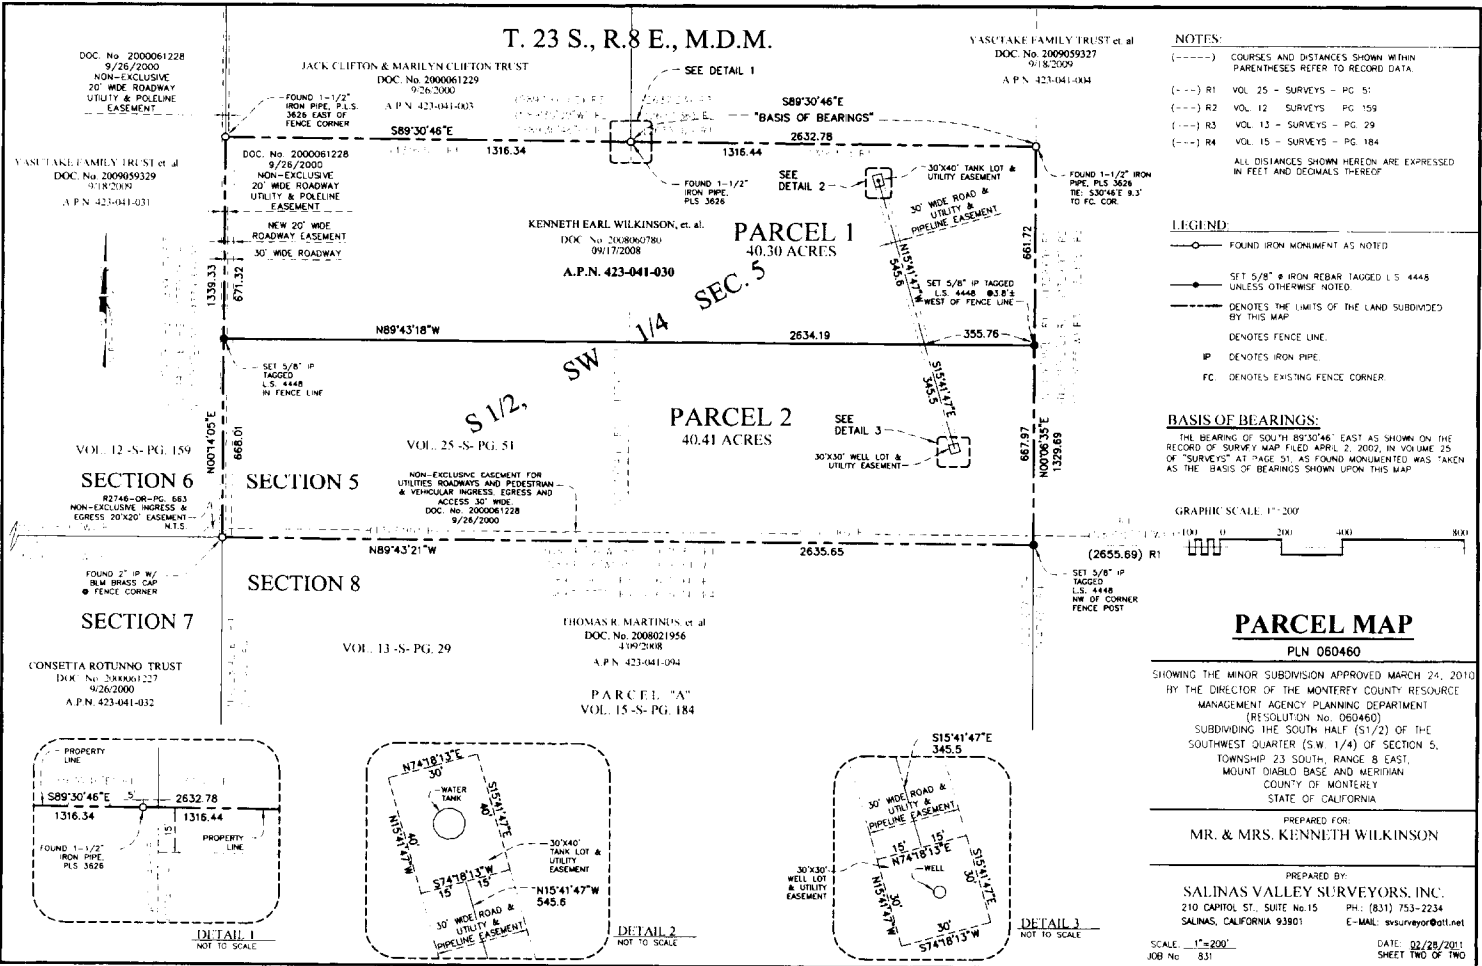 T. 23 S., R.8 E., M.D.M.
DOC. No 2000061228
9/26/2000
NON-EXCLUSIVE
20' WIDE ROADWAY
UTILITY & POLELINE
EASEMENT
JACK CLIFTON & MARILYN CLIFTON TRUST
DOC. No. 2000061229
9/26/2000
A.P.N. 423-041-003
SEE DETAIL 1
YASUTAKE FAMILY TRUST et. al
DOC. No. 2009059327
9/18/2009
A.P.N. 423-041-004
FOUND 1-1/2"
IRON PIPE, P.L.S.
3626 EAST OF
FENCE CORNER
S89°30'46"E
1316.34
S89°30'46"E
"BASIS OF BEARINGS"
2632.78
1316.44
YASUTAKE FAMILY TRUST et al
DOC. No. 2009059329
9/18/2009
A.P.N. 423-041-031
DOC. No. 2000061228
9/26/2000
NON-EXCLUSIVE
20' WIDE ROADWAY
UTILITY & POLELINE
EASEMENT
NEW 20' WIDE
ROADWAY EASEMENT
30' WIDE ROADWAY
FOUND 1-1/2"
IRON PIPE,
PLS 3626
SEE
DETAIL 2
30'X40' TANK LOT &
UTILITY EASEMENT
FOUND 1-1/2" IRON
PIPE, PLS 3626
TIE: S30°46'E 9.3'
TO FC. COR.
30' WIDE ROAD &
UTILITY &
PIPELINE EASEMENT
KENNETH EARL WILKINSON, et. al.
DOC No. 2008060780
09/17/2008
A.P.N. 423-041-030
PARCEL 1
40.30 ACRES
661.72
N15°41'47"W
545.6
1339.33
671.32
SET 5/8" IP TAGGED
L.S. 4448 @3.8'±
WEST OF FENCE LINE
S 1/2, SW 1/4 SEC. 5
N89°43'18"W
2634.19
355.76
SET 5/8" IP
TAGGED
L.S. 4448
IN FENCE LINE
S15°41'47"E
345.5
PARCEL 2
40.41 ACRES
SEE
DETAIL 3
30'X30' WELL LOT &
UTILITY EASEMENT
N00°14'05"E
668.01
667.97
N00°06'35"E
1329.69
VOL. 12 -S- PG. 159
VOL. 25 -S- PG. 51
SECTION 6
SECTION 5
R2746-OR-PG. 663
NON-EXCLUSIVE INGRESS &
EGRESS 20'X20' EASEMENT
N.T.S.
NON-EXCLUSIVE EASEMENT FOR
UTILITIES ROADWAYS AND PEDESTRIAN
& VEHICULAR INGRESS, EGRESS AND
ACCESS 30' WIDE.
DOC. No. 2000061228
9/26/2000
N89°43'21"W
2635.65
(2655.69) R1
FOUND 2" IP W/
BLM BRASS CAP
@ FENCE CORNER
SECTION 8
SECTION 7
SET 5/8" IP
TAGGED
L.S. 4448
NW OF CORNER
FENCE POST
VOL. 13 -S- PG. 29
THOMAS R. MARTINUS, et al
DOC. No. 2008021956
A.P.N. 423-041-094
CONSETTA ROTUNNO TRUST
DOC No. 2000061227
9/26/2000
A.P.N. 423-041-032
PARCEL "A"
VOL. 15 -S- PG. 184
PROPERTY
LINE
S89°30'46"E
5'
2632.78
1316.34
1316.44
15'
FOUND 1-1/2"
IRON PIPE,
PLS 3626
PROPERTY
LINE
DETAIL 1
NOT TO SCALE
N74°18'13"E
30'
WATER
TANK
S15°41'47"E
40'
40'
N15°41'47"W
S74°18'13"W
15' 15'
30'X40'
TANK LOT &
UTILITY
EASEMENT
N15°41'47"W
545.6
30' WIDE ROAD &
UTILITY &
PIPELINE EASEMENT
DETAIL 2
NOT TO SCALE
S15°41'47"E
345.5
30' WIDE ROAD &
UTILITY &
PIPELINE EASEMENT
15' 15'
N74°18'13"E
WELL
30'X30'
WELL LOT
& UTILITY
EASEMENT
S15°41'47"E
30'
30'
N15°41'47"W
30'
S74°18'13"W
DETAIL 3
NOT TO SCALE
NOTES:
(-----) COURSES AND DISTANCES SHOWN WITHIN
PARENTHESES REFER TO RECORD DATA.
(---) R1 VOL 25 - SURVEYS - PG 51
(---) R2 VOL. 12 SURVEYS PG 159
(---) R3 VOL. 13 - SURVEYS - PG. 29
(---) R4 VOL. 15 - SURVEYS - PG. 184
ALL DISTANCES SHOWN HEREON ARE EXPRESSED
IN FEET AND DECIMALS THEREOF
LEGEND:
FOUND IRON MONUMENT AS NOTED
SET 5/8" ø IRON REBAR TAGGED L S 4448
UNLESS OTHERWISE NOTED.
DENOTES THE LIMITS OF THE LAND SUBDIVIDED
BY THIS MAP
DENOTES FENCE LINE.
IP DENOTES IRON PIPE.
FC. DENOTES EXISTING FENCE CORNER.
BASIS OF BEARINGS:
THE BEARING OF SOUTH 89°30'46" EAST AS SHOWN ON THE
RECORD OF SURVEY MAP FILED APRIL 2, 2002, IN VOLUME 25
OF "SURVEYS" AT PAGE 51, AS FOUND MONUMENTED WAS TAKEN
AS THE BASIS OF BEARINGS SHOWN UPON THIS MAP
GRAPHIC SCALE: 1"=200'
100 0 200 400 800
PARCEL MAP
PLN 060460
SHOWING THE MINOR SUBDIVISION APPROVED MARCH 24, 2010
BY THE DIRECTOR OF THE MONTEREY COUNTY RESOURCE
MANAGEMENT AGENCY PLANNING DEPARTMENT
(RESOLUTION No. 060460)
SUBDIVIDING THE SOUTH HALF (S1/2) OF THE
SOUTHWEST QUARTER (S.W. 1/4) OF SECTION 5,
TOWNSHIP 23 SOUTH, RANGE 8 EAST,
MOUNT DIABLO BASE AND MERIDIAN
COUNTY OF MONTEREY
STATE OF CALIFORNIA
PREPARED FOR:
MR. & MRS. KENNETH WILKINSON
PREPARED BY:
SALINAS VALLEY SURVEYORS, INC.
210 CAPITOL ST., SUITE No.15 PH.: (831) 753-2234
SALINAS, CALIFORNIA 93901 E-MAIL: svsurveyor@att.net
SCALE: 1"=200' DATE: 02/28/2011
JOB No 831 SHEET TWO OF TWO